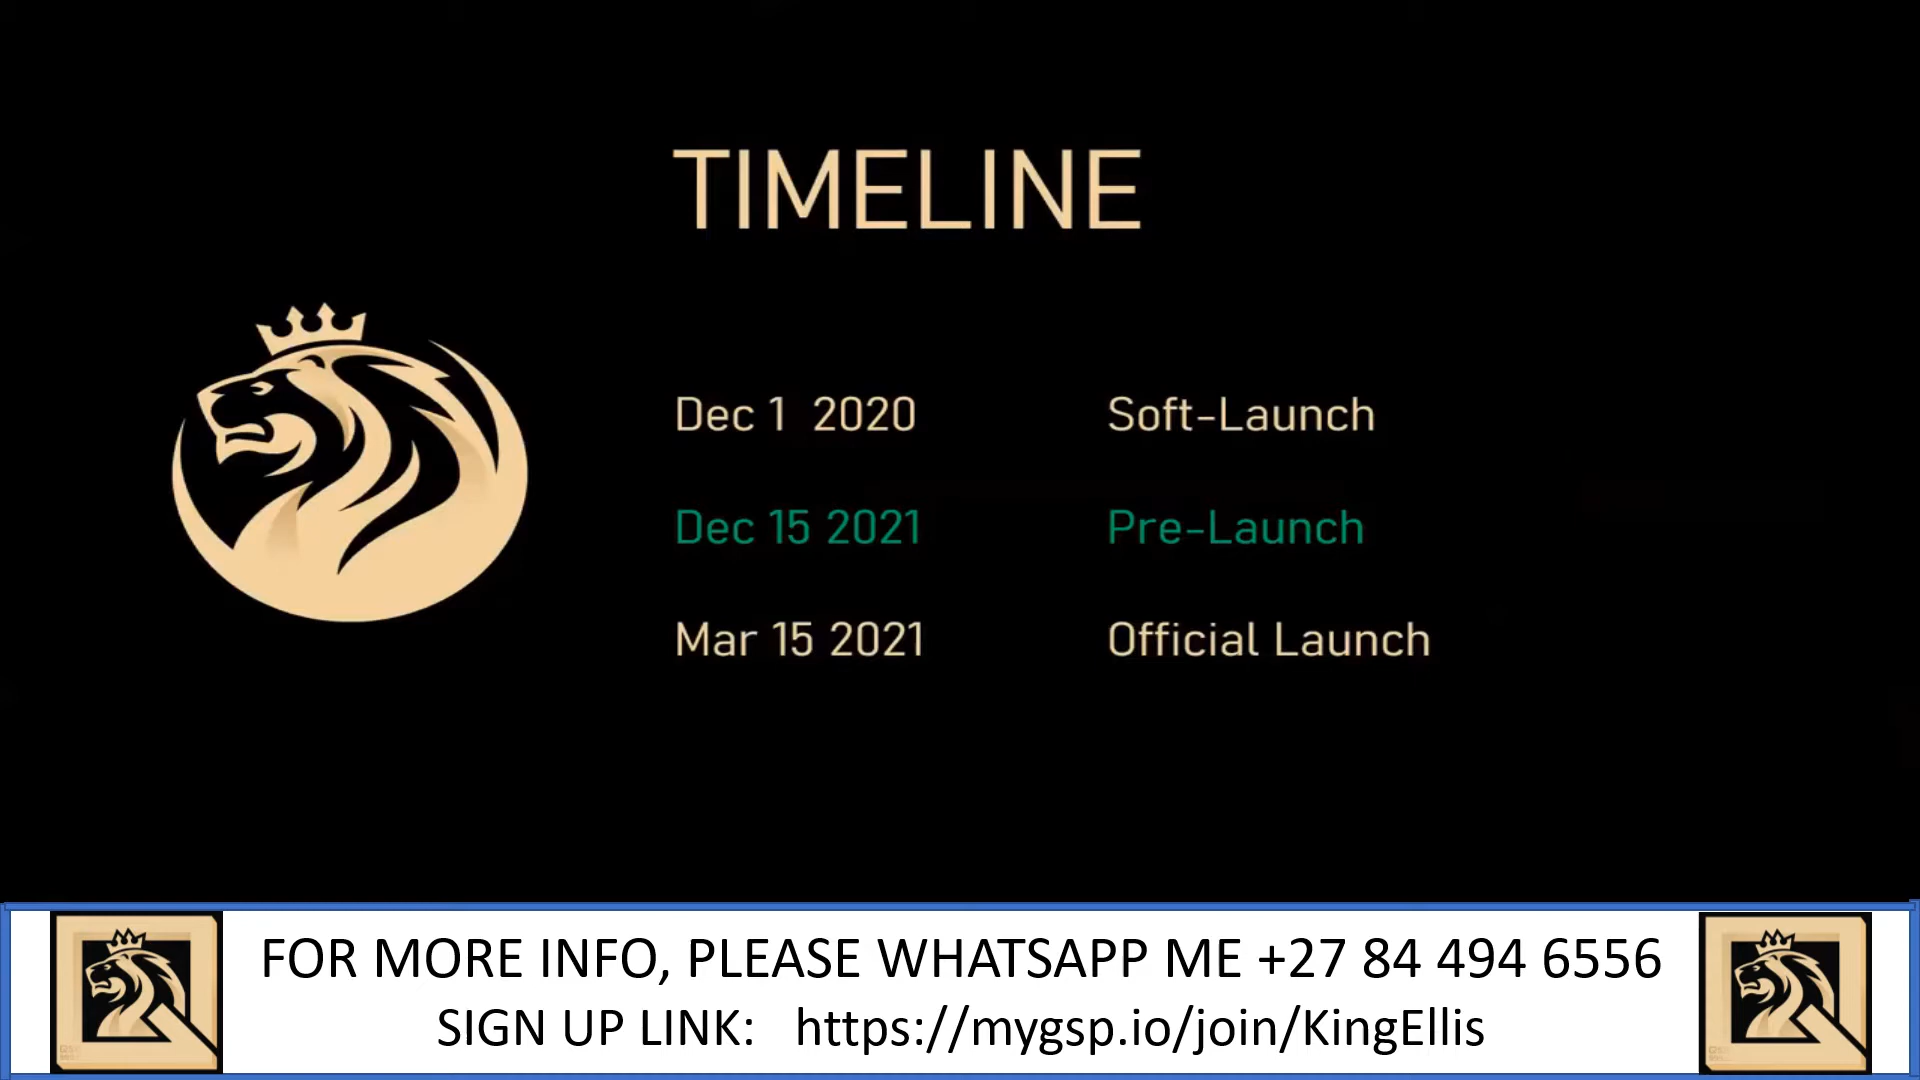 TIMELINE
Dec 1 2020 Soft-Launch
Dec 15 2021 Pre-Launch
Mar 15 2021 Official Launch
FOR MORE INFO, PLEASE WHATSAPP ME +27 84 494 6556
SIGN UP LINK: https://mygsp.io/join/KingEllis